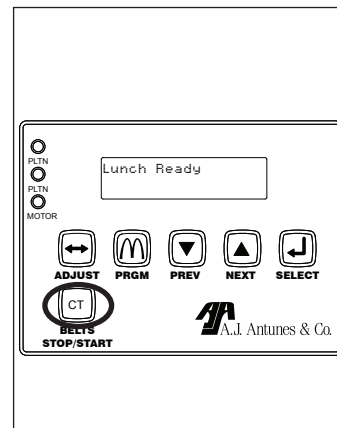 PLTN
Lunch Ready
PLTN
MOTOR
ADJUST PRGM PREV NEXT SELECT
CT
BELTS
STOP/START
A.J. Antunes & Co.